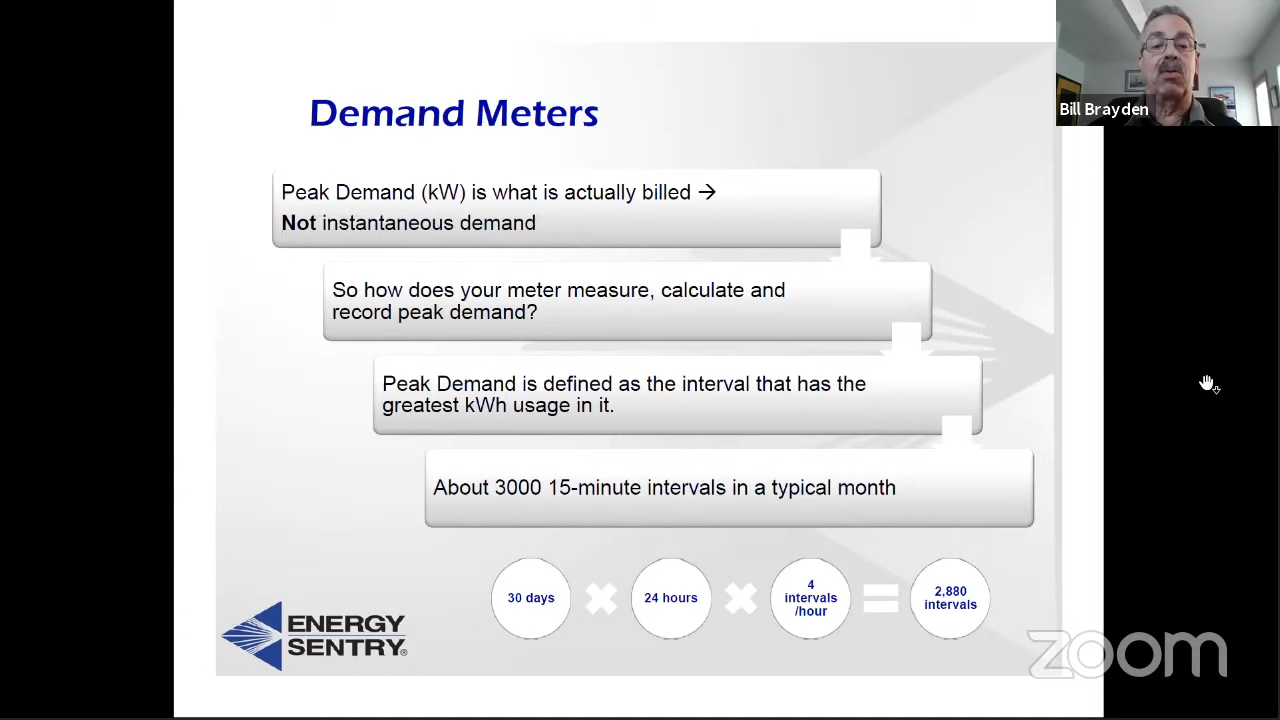 Demand Meters
Peak Demand (kW) is what is actually billed →
Not instantaneous demand
So how does your meter measure, calculate and
record peak demand?
Peak Demand is defined as the interval that has the
greatest kWh usage in it.
About 3000 15-minute intervals in a typical month
30 days
24 hours
4
intervals
/hour
2,880
intervals
ENERGY
SENTRY®
Bill Brayden
zoom